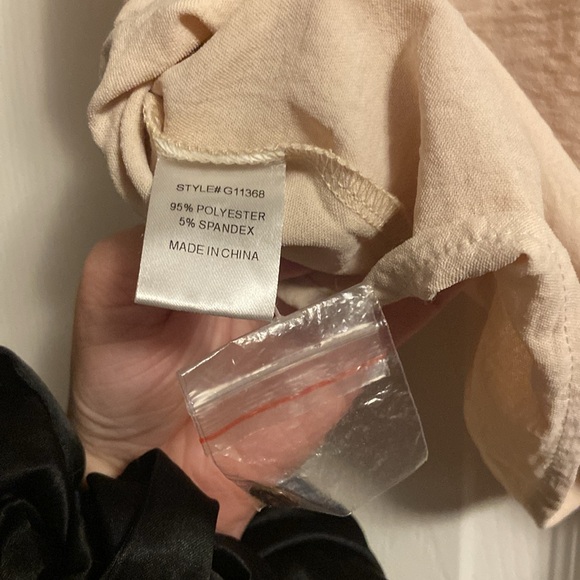 STYLE# G11368
95% POLYESTER
5% SPANDEX
MADE IN CHINA